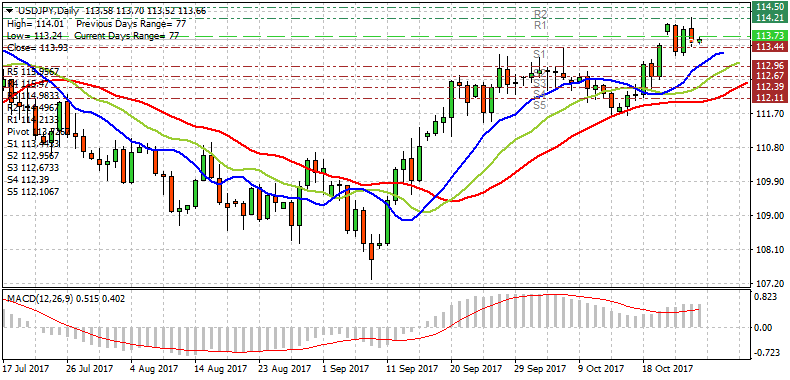 USDJPY,Daily 113.58 113.70 113.52 113.66
High= 114.01 Previous Days Range= 77
Low= 113.24 Current Days Range= 77
Close= 113.93
R2
R1
S1
S3
S4
S5
R5
R3 114.9833
R1 114.2133
Pivot
S1 113.4433
S2 112.9567
S3 112.6733
S4 112.39
S5 112.1067
114.50
114.21
113.73
113.44
112.96
112.67
112.39
112.11
111.70
110.80
109.90
109.00
108.10
107.20
MACD(12,26,9) 0.515 0.402
0.823
0.00
-0.723
17 Jul 2017 26 Jul 2017 4 Aug 2017 14 Aug 2017 23 Aug 2017 1 Sep 2017 11 Sep 2017 20 Sep 2017 29 Sep 2017 9 Oct 2017 18 Oct 2017